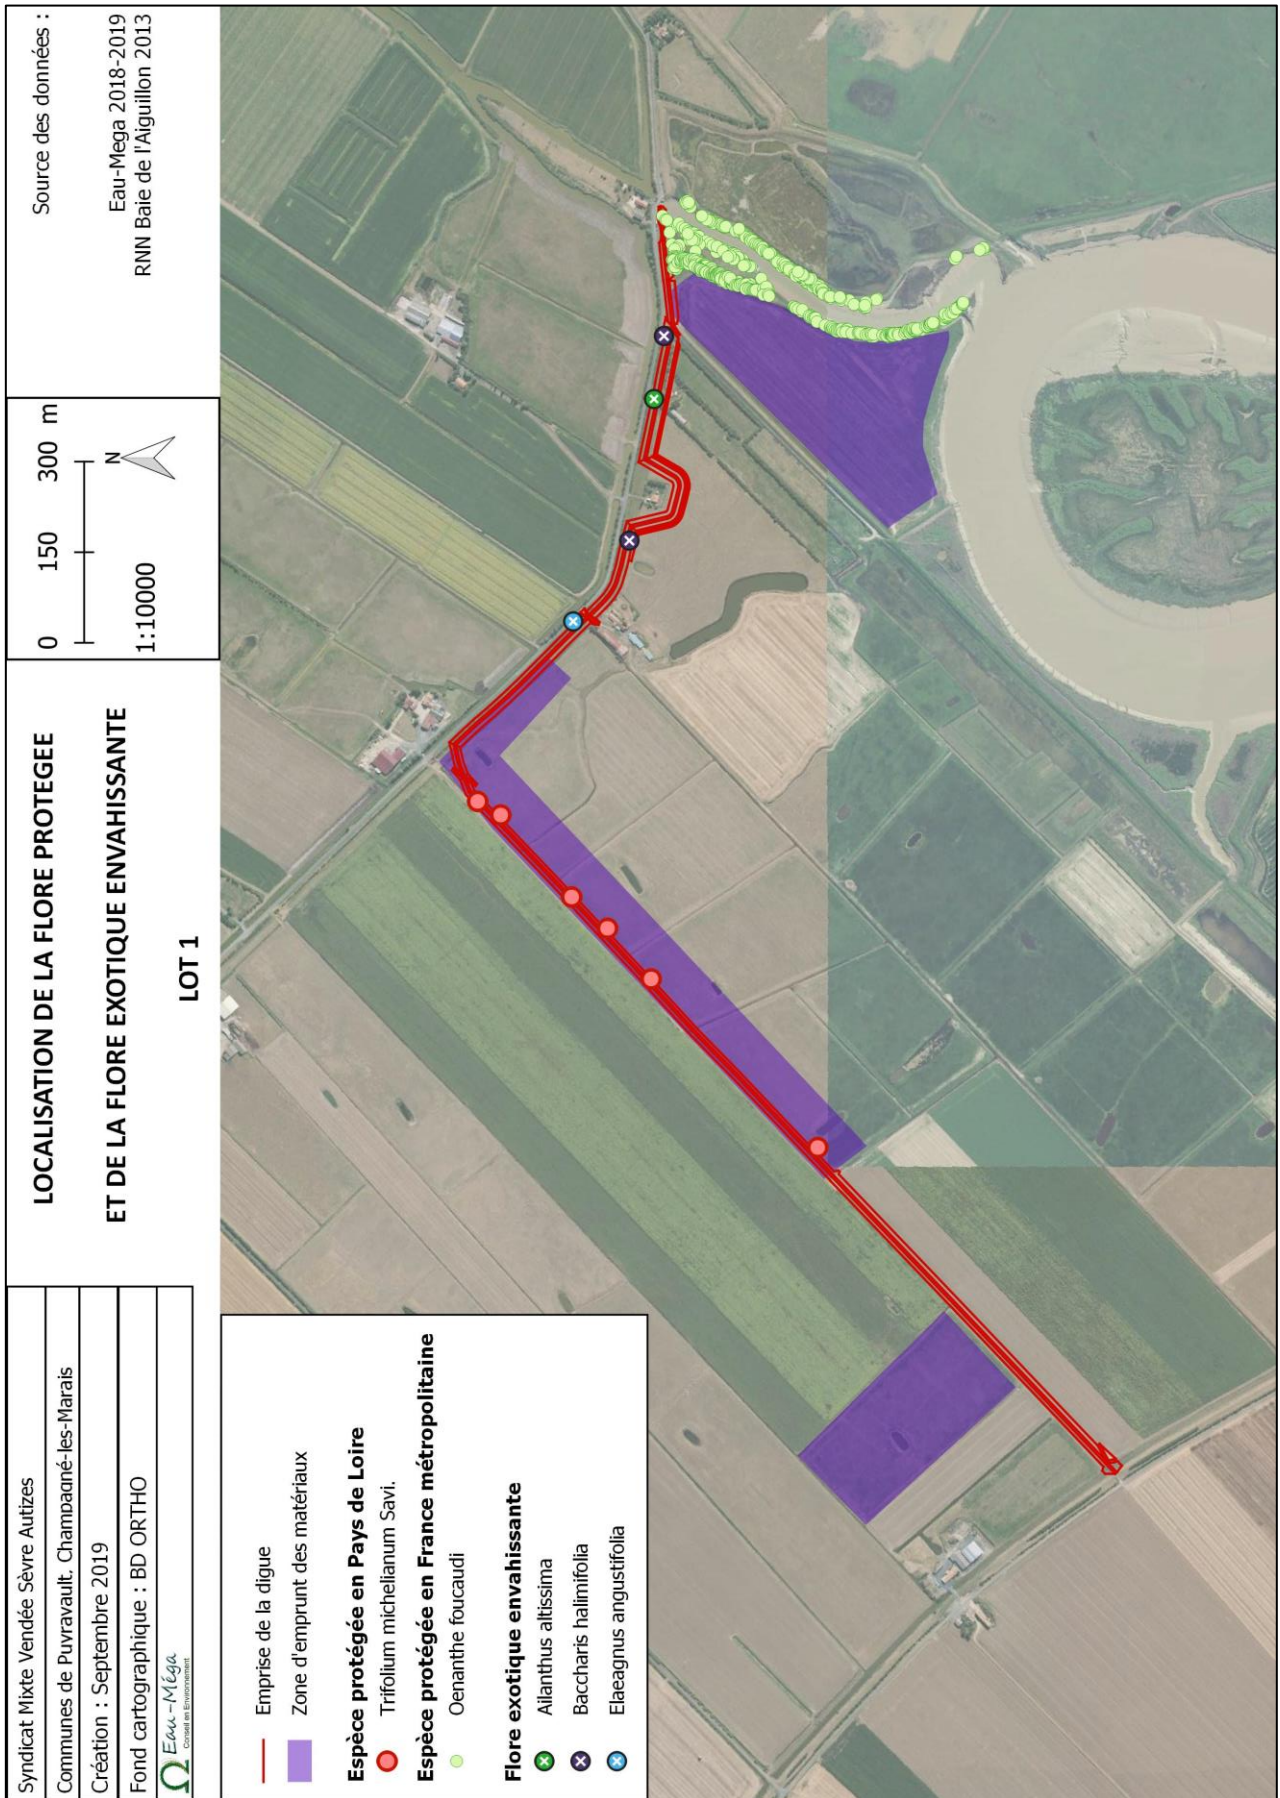 Syndicat Mixte Vendée Sèvre Autizes
Communes de Puyravault, Champagné-les-Marais
Création : Septembre 2019
Fond cartographique : BD ORTHO
Eau-Méga
Conseil en Environnement
LOCALISATION DE LA FLORE PROTEGEE
ET DE LA FLORE EXOTIQUE ENVAHISSANTE
LOT 1
0 150 300 m
1:10000
N
Source des données :
Eau-Mega 2018-2019
RNN Baie de l'Aiguillon 2013
Emprise de la digue
Zone d'emprunt des matériaux
Espèce protégée en Pays de Loire
Trifolium michelianum Savi.
Espèce protégée en France métropolitaine
Oenanthe foucaudi
Flore exotique envahissante
Ailanthus altissima
Baccharis halimifolia
Elaeagnus angustifolia